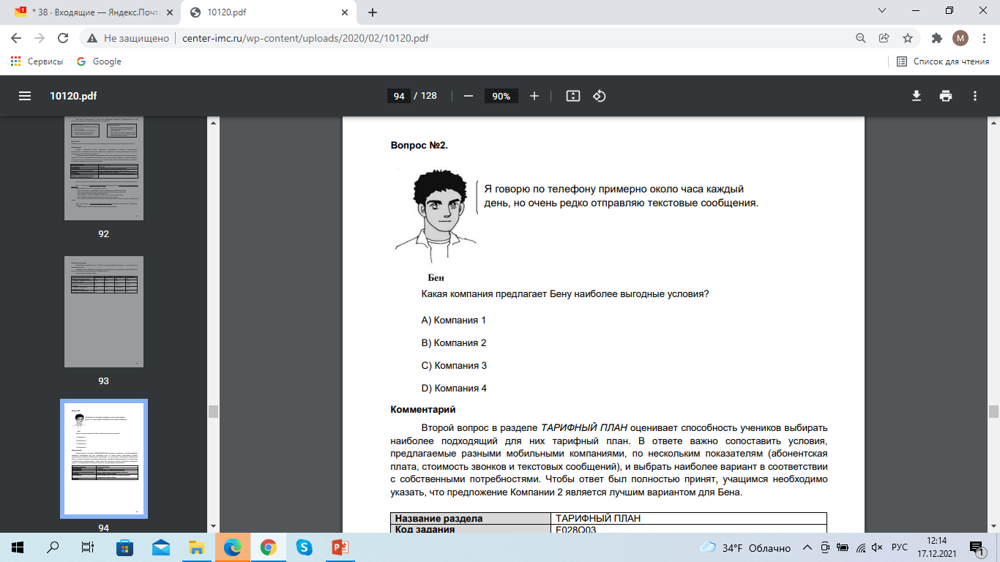 * 38 · Входящие — Яндекс.Почт
10120.pdf
Не защищено
center-imc.ru/wp-content/uploads/2020/02/10120.pdf
M
Сервисы
Google
Список для чтения
10120.pdf
94 / 128
90%
92
93
94
Вопрос №2.
Я говорю по телефону примерно около часа каждый
день, но очень редко отправляю текстовые сообщения.
Бен
Какая компания предлагает Бену наиболее выгодные условия?
A) Компания 1
B) Компания 2
C) Компания 3
D) Компания 4
Комментарий
Второй вопрос в разделе ТАРИФНЫЙ ПЛАН оценивает способность учеников выбирать
наиболее подходящий для них тарифный план. В ответе важно сопоставить условия,
предлагаемые разными мобильными компаниями, по нескольким показателям (абонентская
плата, стоимость звонков и текстовых сообщений), и выбрать наиболее вариант в соответствии
с собственными потребностями. Чтобы ответ был полностью принят, учащимся необходимо
указать, что предложение Компании 2 является лучшим вариантом для Бена.
Название раздела ТАРИФНЫЙ ПЛАН
Код задания F028Q03
34°F Облачно
РУС
12:14
17.12.2021
1